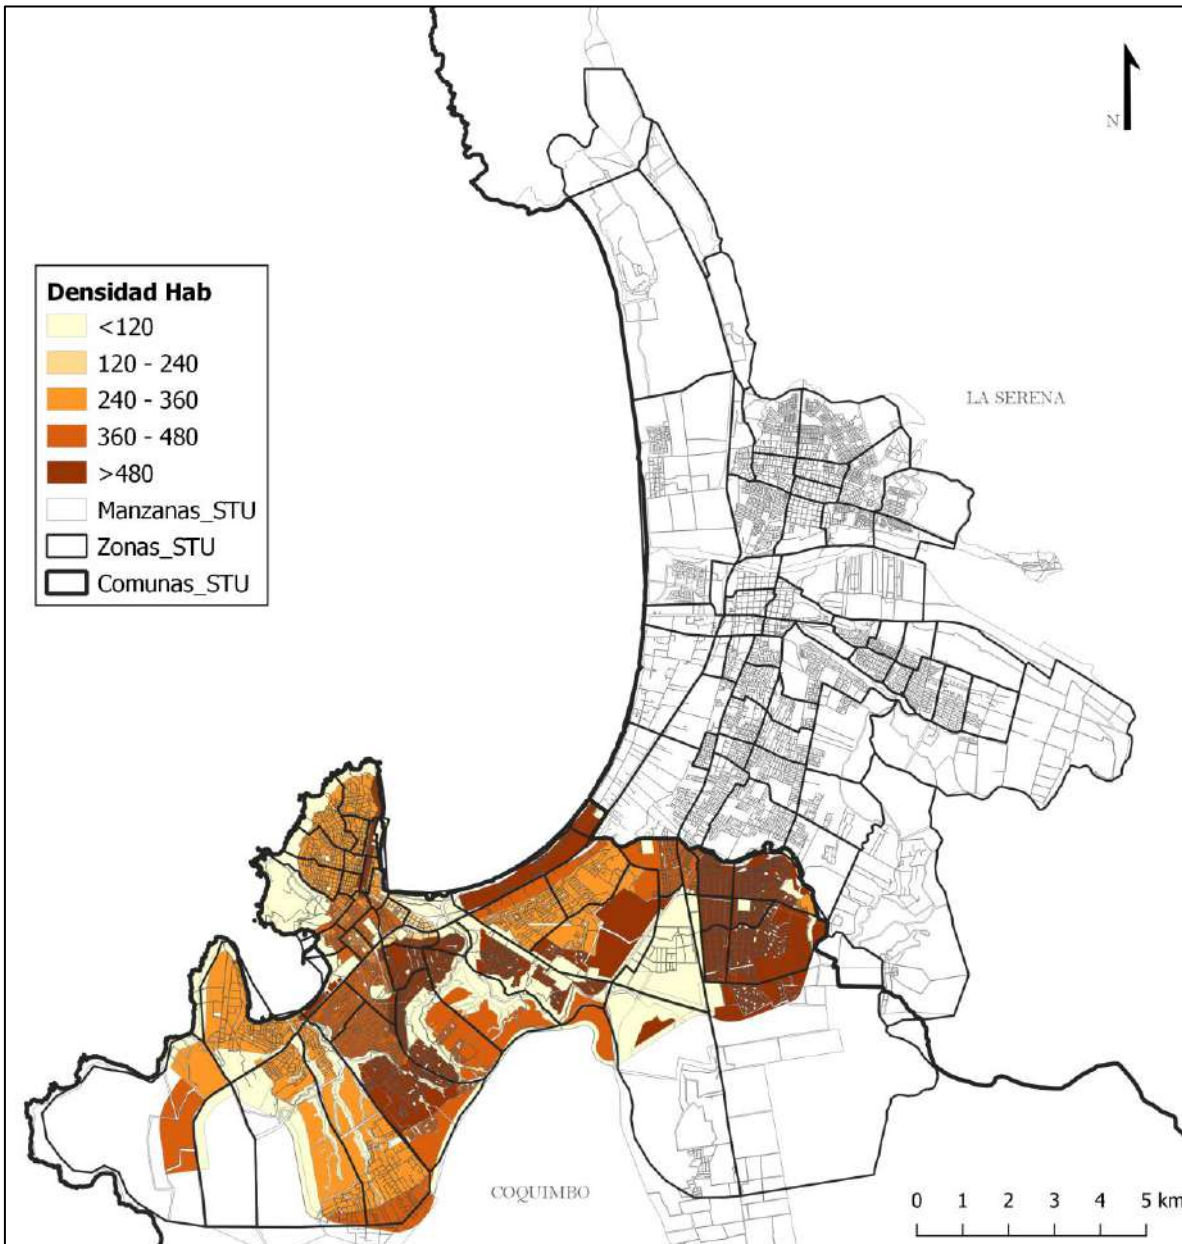 N
LA SERENA
Densidad Hab
<120
120 - 240
240 - 360
360 - 480
>480
Manzanas_STU
Zonas_STU
Comunas_STU
COQUIMBO
0 1 2 3 4 5 km